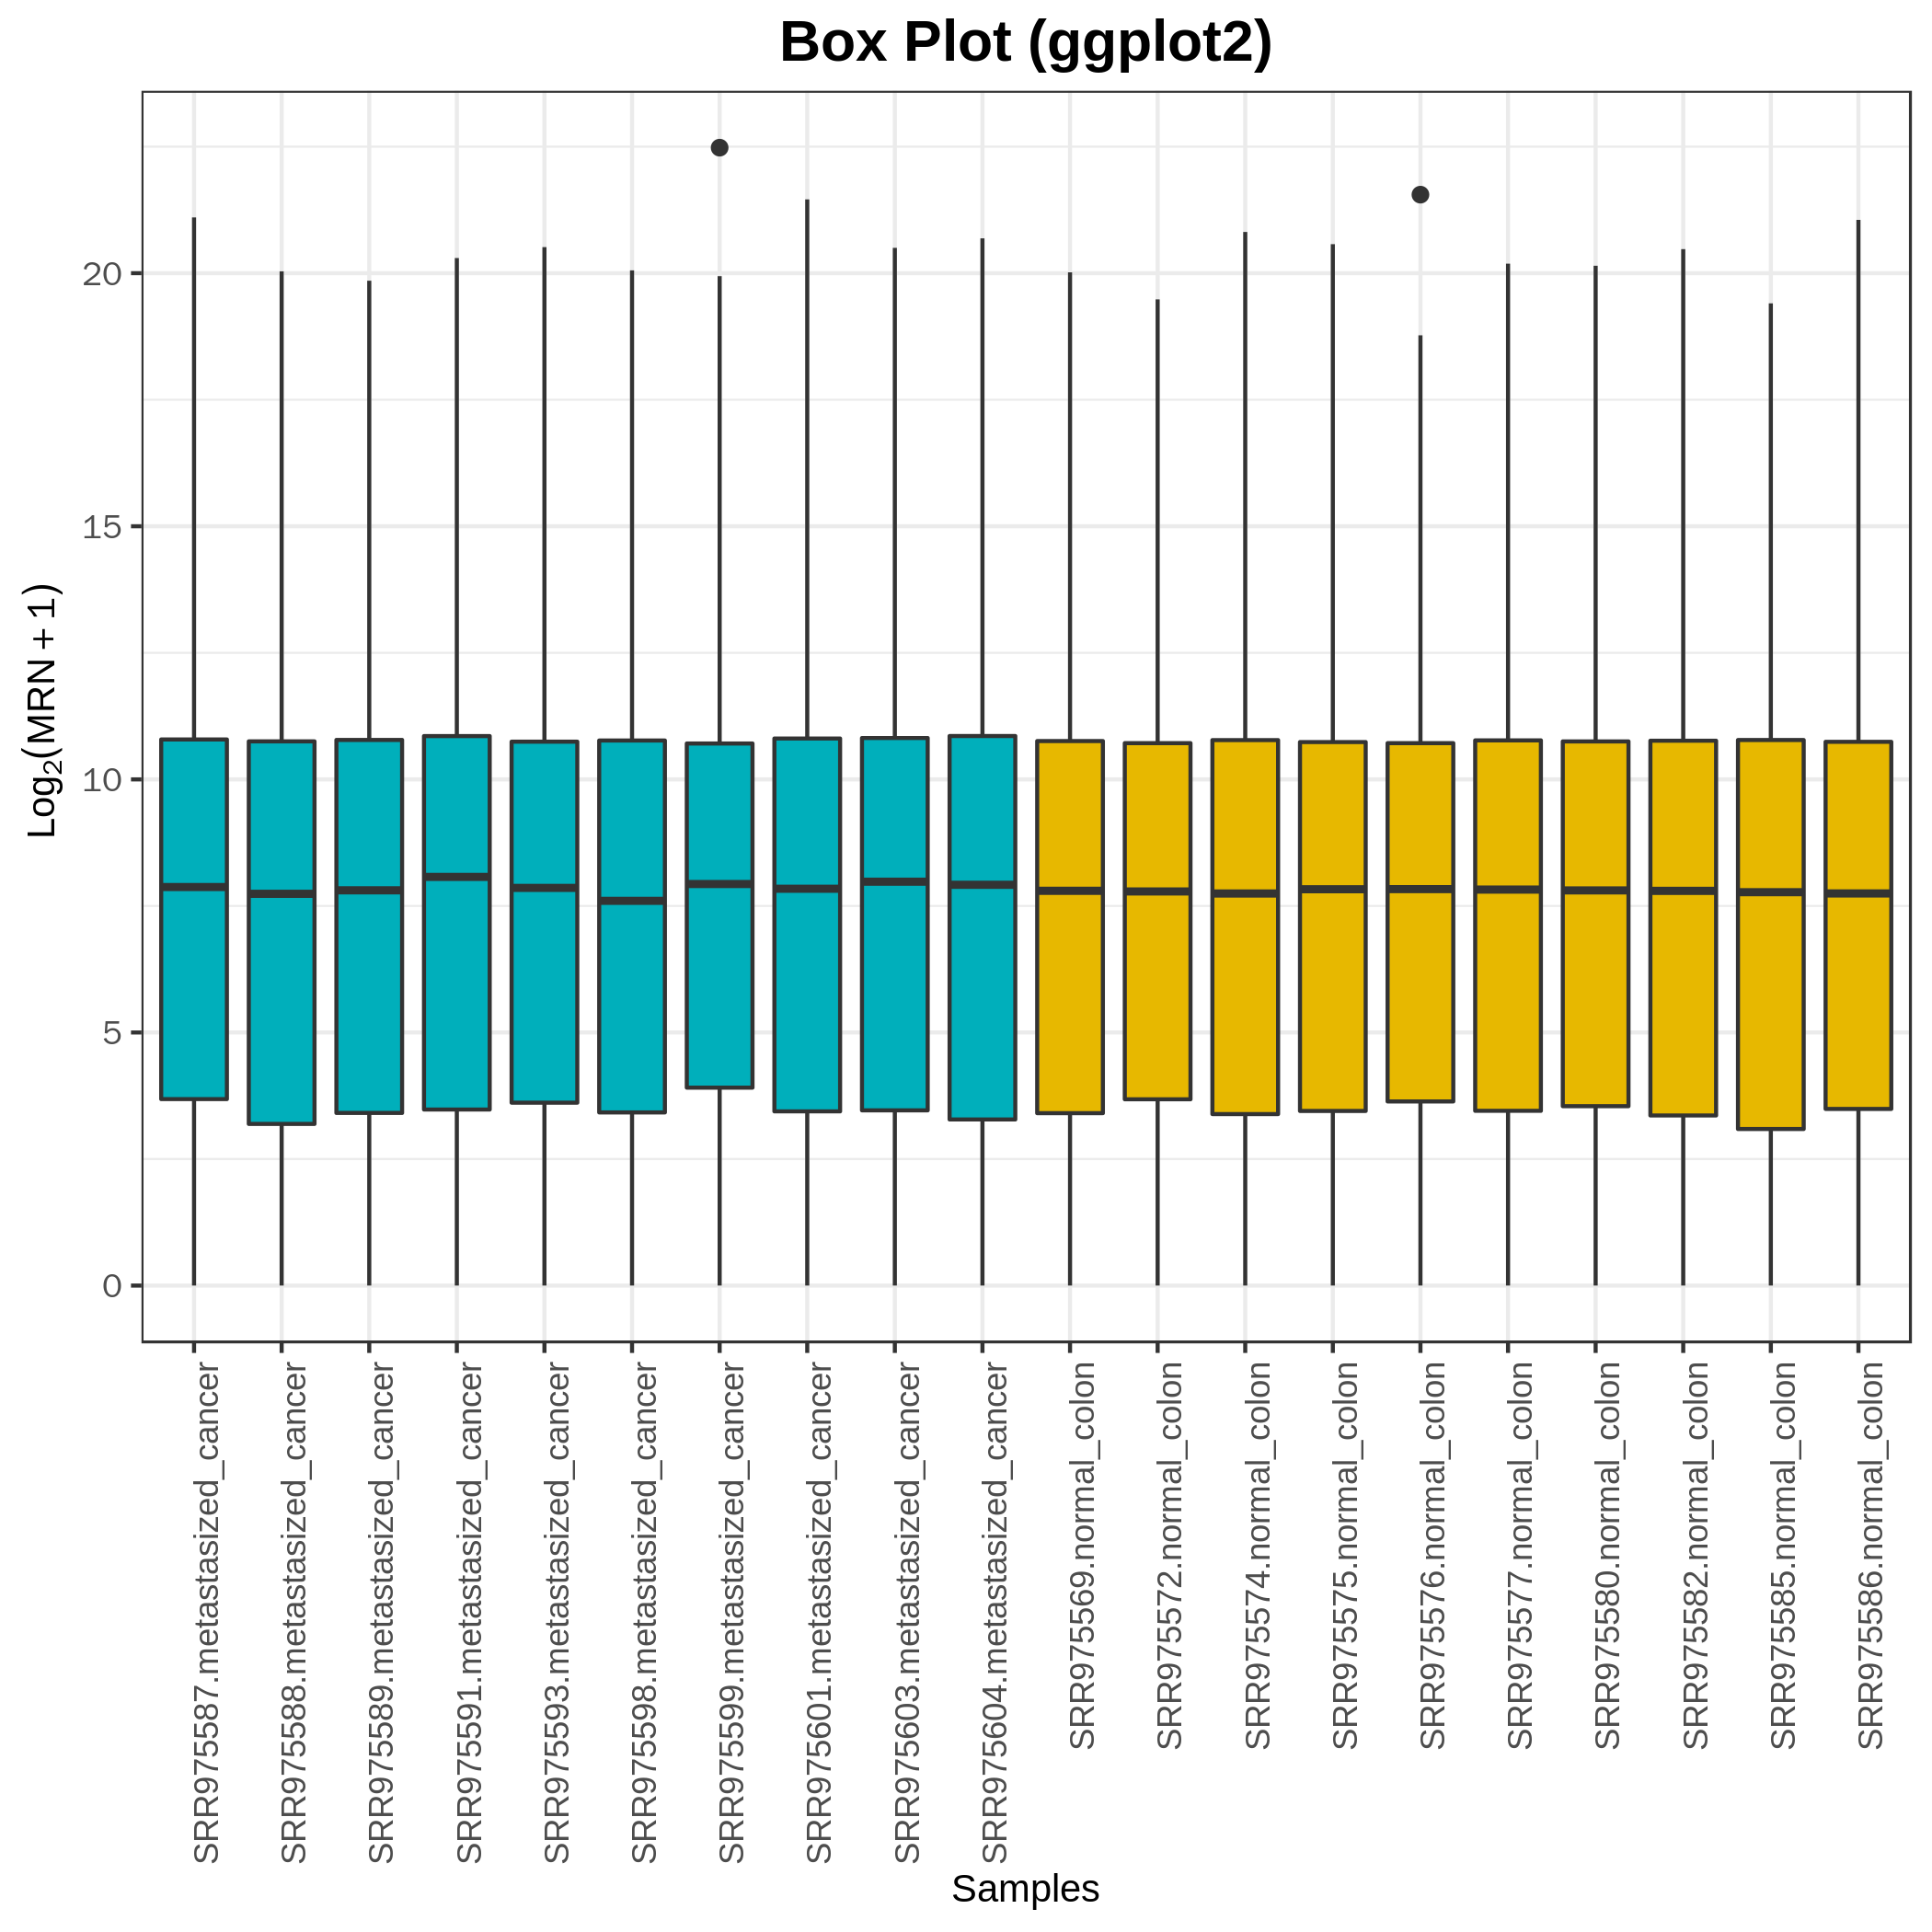 Box Plot (ggplot2)
Log₂(MRN + 1)
20
15
10
5
0
SRR975587.metastasized_cancer
SRR975588.metastasized_cancer
SRR975589.metastasized_cancer
SRR975591.metastasized_cancer
SRR975593.metastasized_cancer
SRR975598.metastasized_cancer
SRR975599.metastasized_cancer
SRR975601.metastasized_cancer
SRR975603.metastasized_cancer
SRR975604.metastasized_cancer
SRR975569.normal_colon
SRR975572.normal_colon
SRR975574.normal_colon
SRR975575.normal_colon
SRR975576.normal_colon
SRR975577.normal_colon
SRR975580.normal_colon
SRR975582.normal_colon
SRR975585.normal_colon
SRR975586.normal_colon
Samples